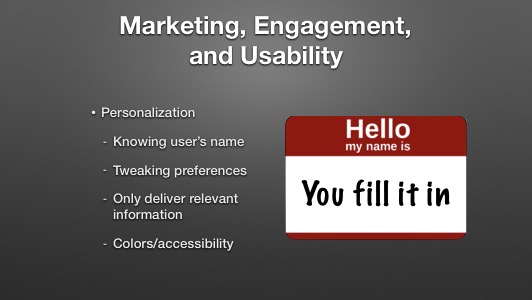 Marketing, Engagement,
and Usability
• Personalization
- Knowing user's name
- Tweaking preferences
- Only deliver relevant
information
- Colors/accessibility
Hello
my name is
You fill it in